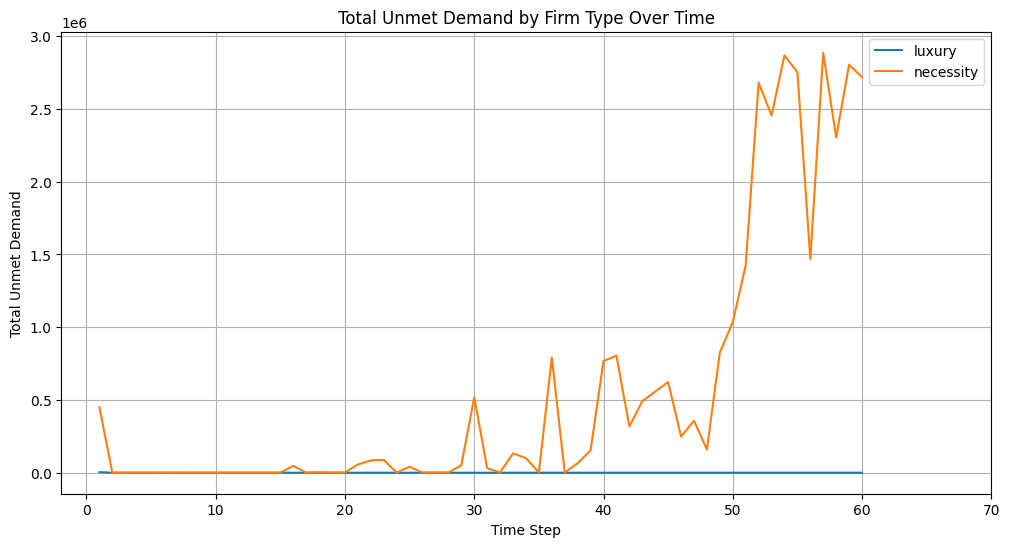 Total Unmet Demand by Firm Type Over Time
1e6
3.0
2.5
2.0
1.5
1.0
0.5
0.0
Total Unmet Demand
luxury
necessity
0 10 20 30 40 50 60 70
Time Step